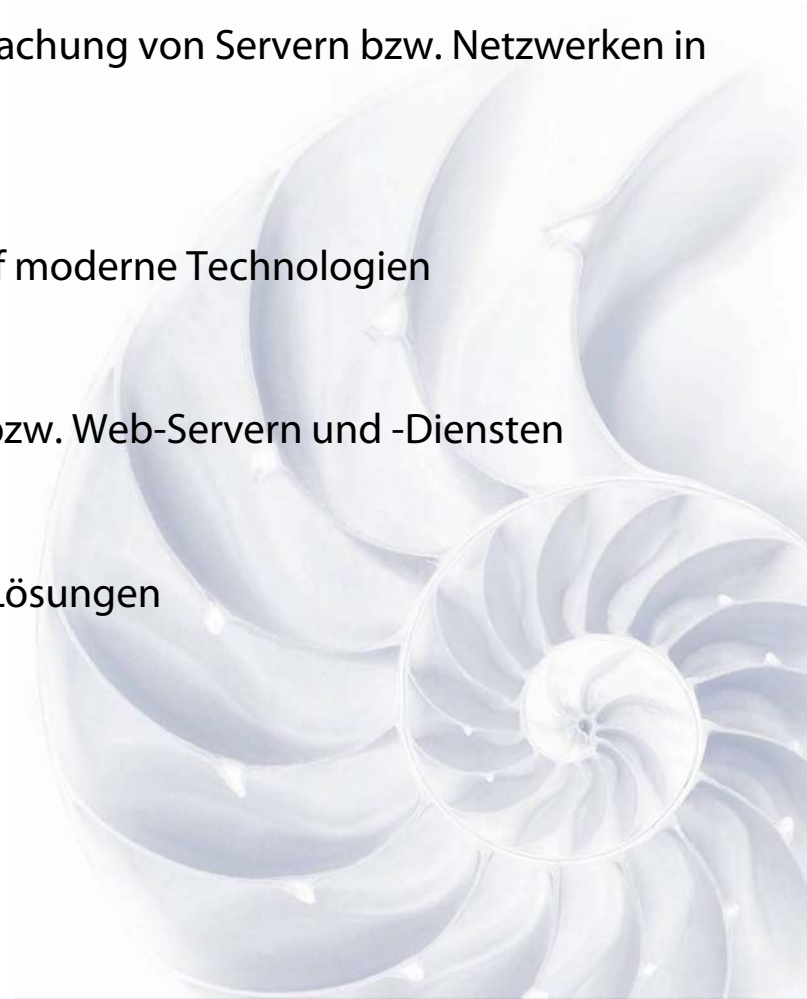 achung von Servern bzw. Netzwerken in
f moderne Technologien
bzw. Web-Servern und -Diensten
Lösungen